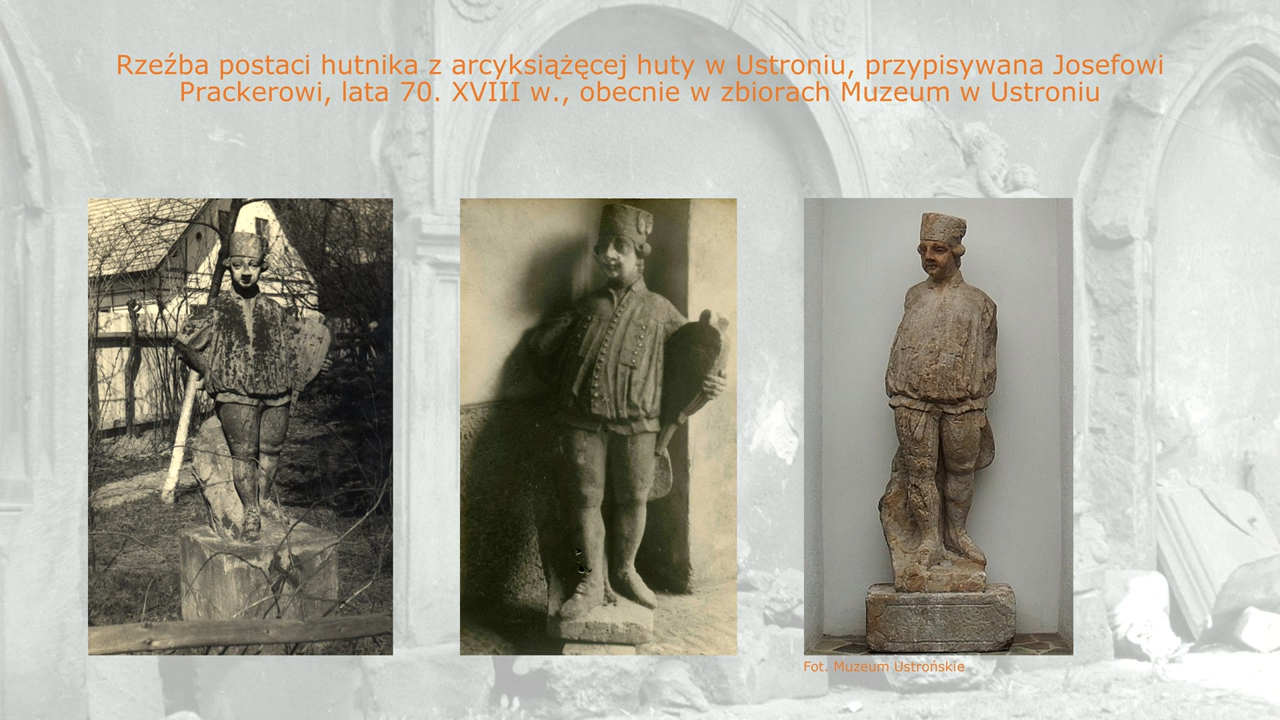 Rzeźba postaci hutnika z arcyksiążęcej huty w Ustroniu, przypisywana Josefowi
Prackerowi, lata 70. XVIII w., obecnie w zbiorach Muzeum w Ustroniu
Fot. Muzeum Ustrońskie